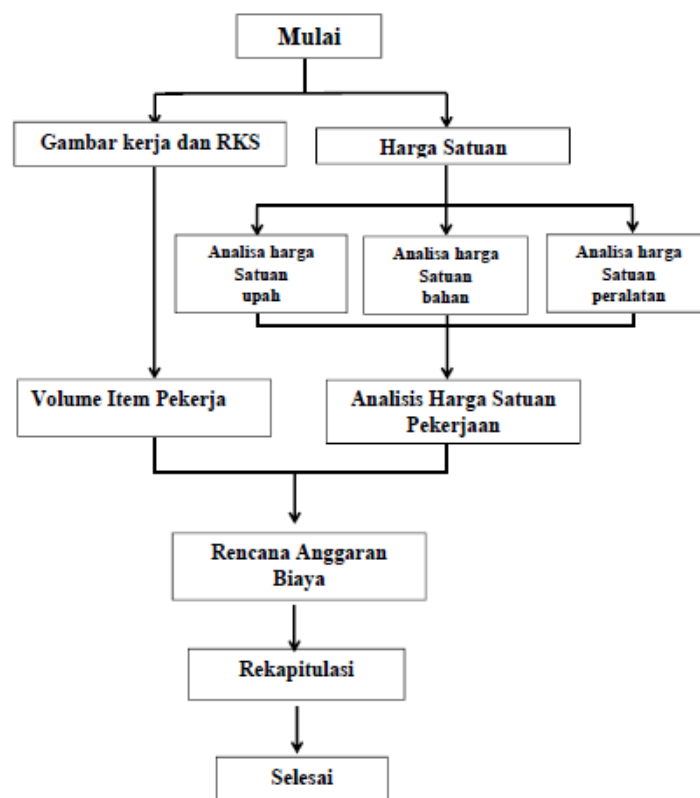 Mulai
Gambar kerja dan RKS
Harga Satuan
Analisa harga
Satuan
upah
Analisa harga
Satuan
bahan
Analisa harga
Satuan
peralatan
Volume Item Pekerja
Analisis Harga Satuan
Pekerjaan
Rencana Anggaran
Biaya
Rekapitulasi
Selesai